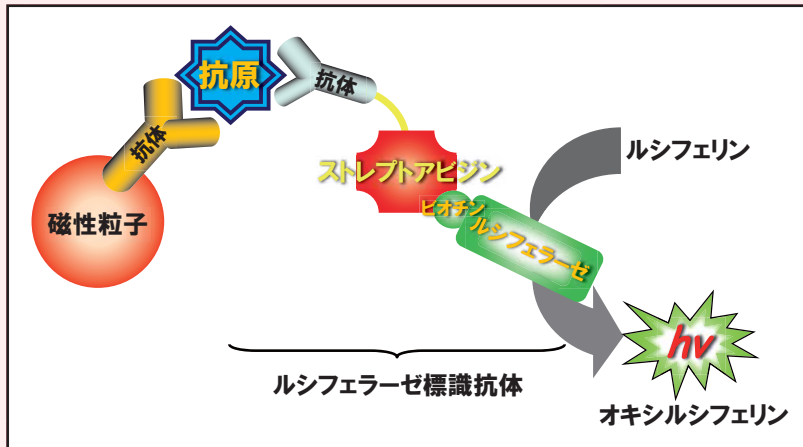 抗原
抗体
抗体
磁性粒子
ストレプトアビジン
ビオチン
ルシフェラーゼ
ルシフェリン
hν
オキシルシフェリン
ルシフェラーゼ標識抗体